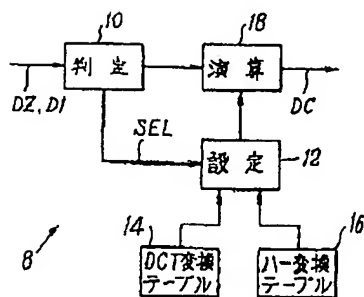 10
18
判定
演算
DZ, DI
DC
SEL
設定
12
14
16
8
DCT変換
テーブル
ハー変換
テーブル